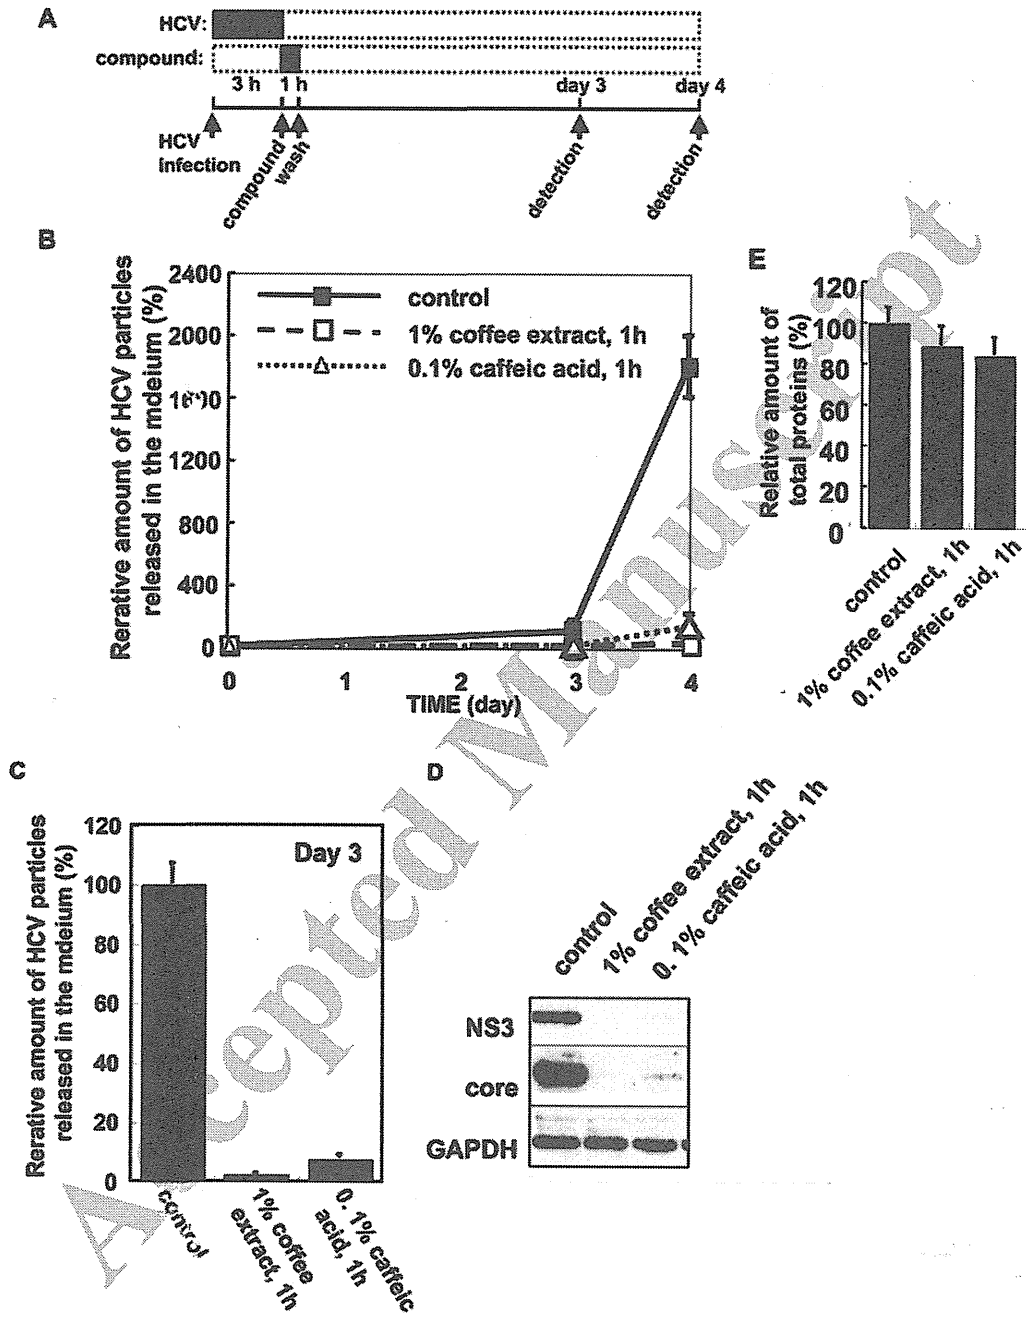 A
HCV:
compound:
3 h
1 h
day 3
day 4
HCV
infection
compound
wash
detection
detection
B
Rerative amount of HCV particles
released in the mdeium (%)
2400
2000
1200
800
400
0
control
1% coffee extract, 1h
0.1% caffeic acid, 1h
0
1
2
3
4
TIME (day)
E
Relative amount of
total proteins (%)
120
100
80
60
40
20
0
control
1% coffee extract, 1h
0.1% caffeic acid, 1h
C
Rerative amount of HCV particles
released in the mdeium (%)
120
100
80
60
40
20
0
Day 3
control
1% coffee
extract, 1h
0. 1% caffeic
acid, 1h
D
control
1% coffee extract, 1h
0. 1% caffeic acid, 1h
NS3
core
GAPDH
Accepted Manuscript